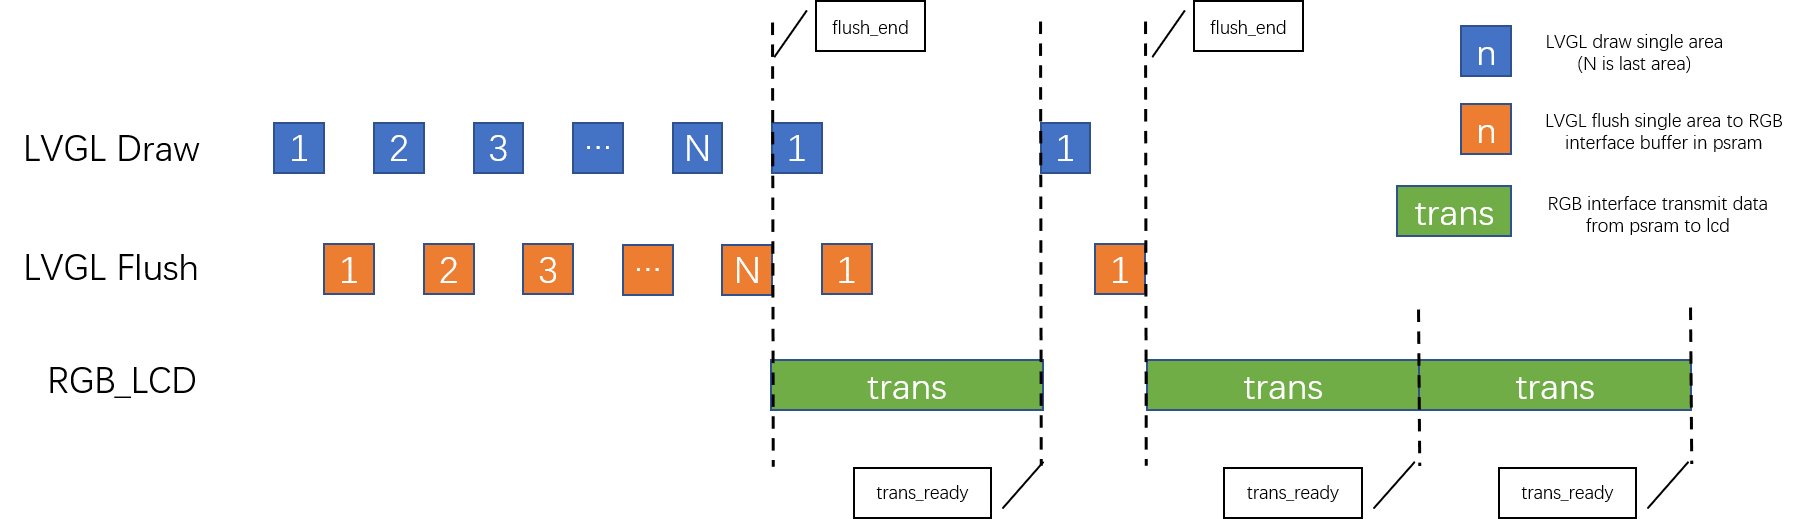 flush_end
flush_end
n
LVGL draw single area
(N is last area)
n
LVGL flush single area to RGB
interface buffer in psram
trans
RGB interface transmit data
from psram to lcd
LVGL Draw
1
2
3
...
N
1
1
LVGL Flush
1
2
3
...
N
1
1
RGB_LCD
trans
trans
trans
trans_ready
trans_ready
trans_ready